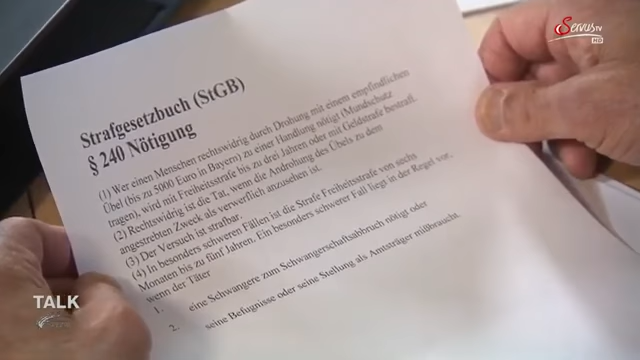 Servus TV
HD
Strafgesetzbuch (StGB)
§ 240 Nötigung
(1) Wer einen Menschen rechtswidrig durch Drohung mit einem empfindlichen
Übel (bis zu 5000 Euro in Bayern) zu einer Handlung nötigt (Mundschutz
tragen), wird mit Freiheitsstrafe bis zu drei Jahren oder mit Geldstrafe bestraft.
(2) Rechtswidrig ist die Tat, wenn die Androhung des Übels zu dem
angestrebten Zweck als verwerflich anzusehen ist.
(3) Der Versuch ist strafbar.
(4) In besonders schweren Fällen ist die Strafe Freiheitsstrafe von sechs
Monaten bis zu fünf Jahren. Ein besonders schwerer Fall liegt in der Regel vor,
wenn der Täter
1. eine Schwangere zum Schwangerschaftsabbruch nötigt oder
2. seine Befugnisse oder seine Stellung als Amtsträger mißbraucht.
TALK